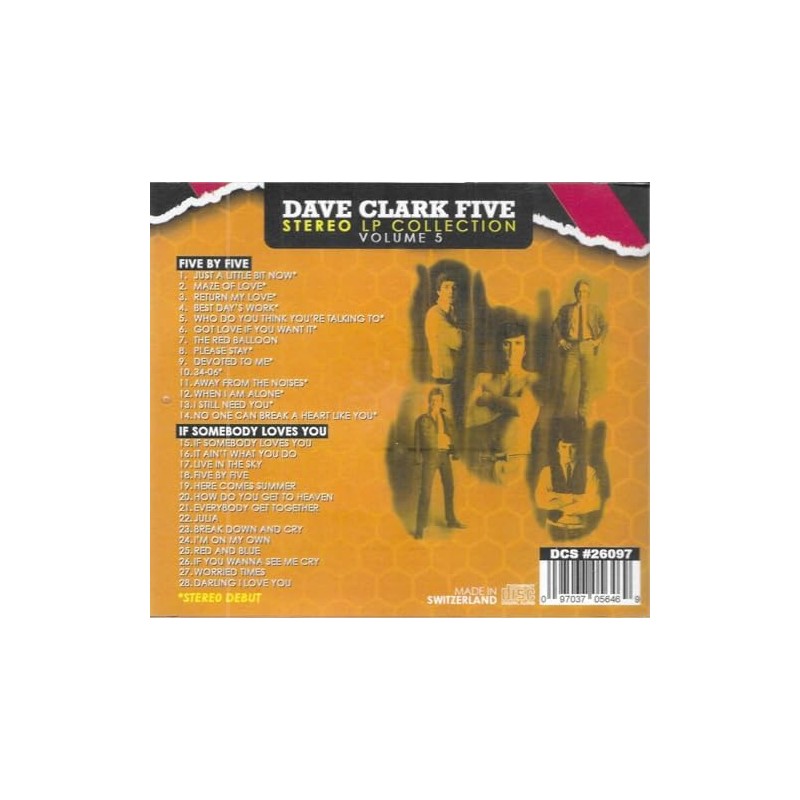 DAVE CLARK FIVE
STEREO LP COLLECTION
VOLUME 5
FIVE BY FIVE
1. JUST A LITTLE BIT NOW*
2. MAZE OF LOVE*
3. RETURN MY LOVE*
4. BEST DAY'S WORK*
5. WHO DO YOU THINK YOU'RE TALKING TO*
6. GOT LOVE IF YOU WANT IT*
7. THE RED BALLOON
8. PLEASE STAY*
9. DEVOTED TO ME*
10. 34-06*
11. AWAY FROM THE NOISES*
12. WHEN I AM ALONE*
13. I STILL NEED YOU*
14. NO ONE CAN BREAK A HEART LIKE YOU*
IF SOMEBODY LOVES YOU
15. IF SOMEBODY LOVES YOU
16. IT AIN'T WHAT YOU DO
17. LIVE IN THE SKY
18. FIVE BY FIVE
19. HERE COMES SUMMER
20. HOW DO YOU GET TO HEAVEN
21. EVERYBODY GET TOGETHER
22. JULIA
23. BREAK DOWN AND CRY
24. I'M ON MY OWN
25. RED AND BLUE
26. IF YOU WANNA SEE ME CRY
27. WORRIED TIMES
28. DARLING I LOVE YOU
*STEREO DEBUT
MADE IN
SWITZERLAND
disc
DCS #26097
0 97037 05646 9